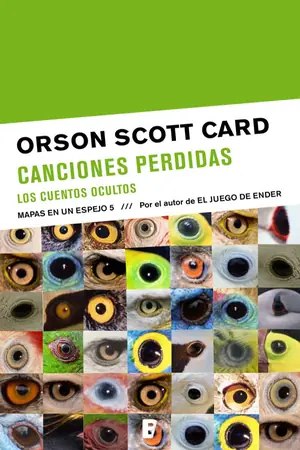 ORSON SCOTT CARD
CANCIONES PERDIDAS
LOS CUENTOS OCULTOS
MAPAS EN UN ESPEJO 5 /// Por el autor de EL JUEGO DE ENDER
B